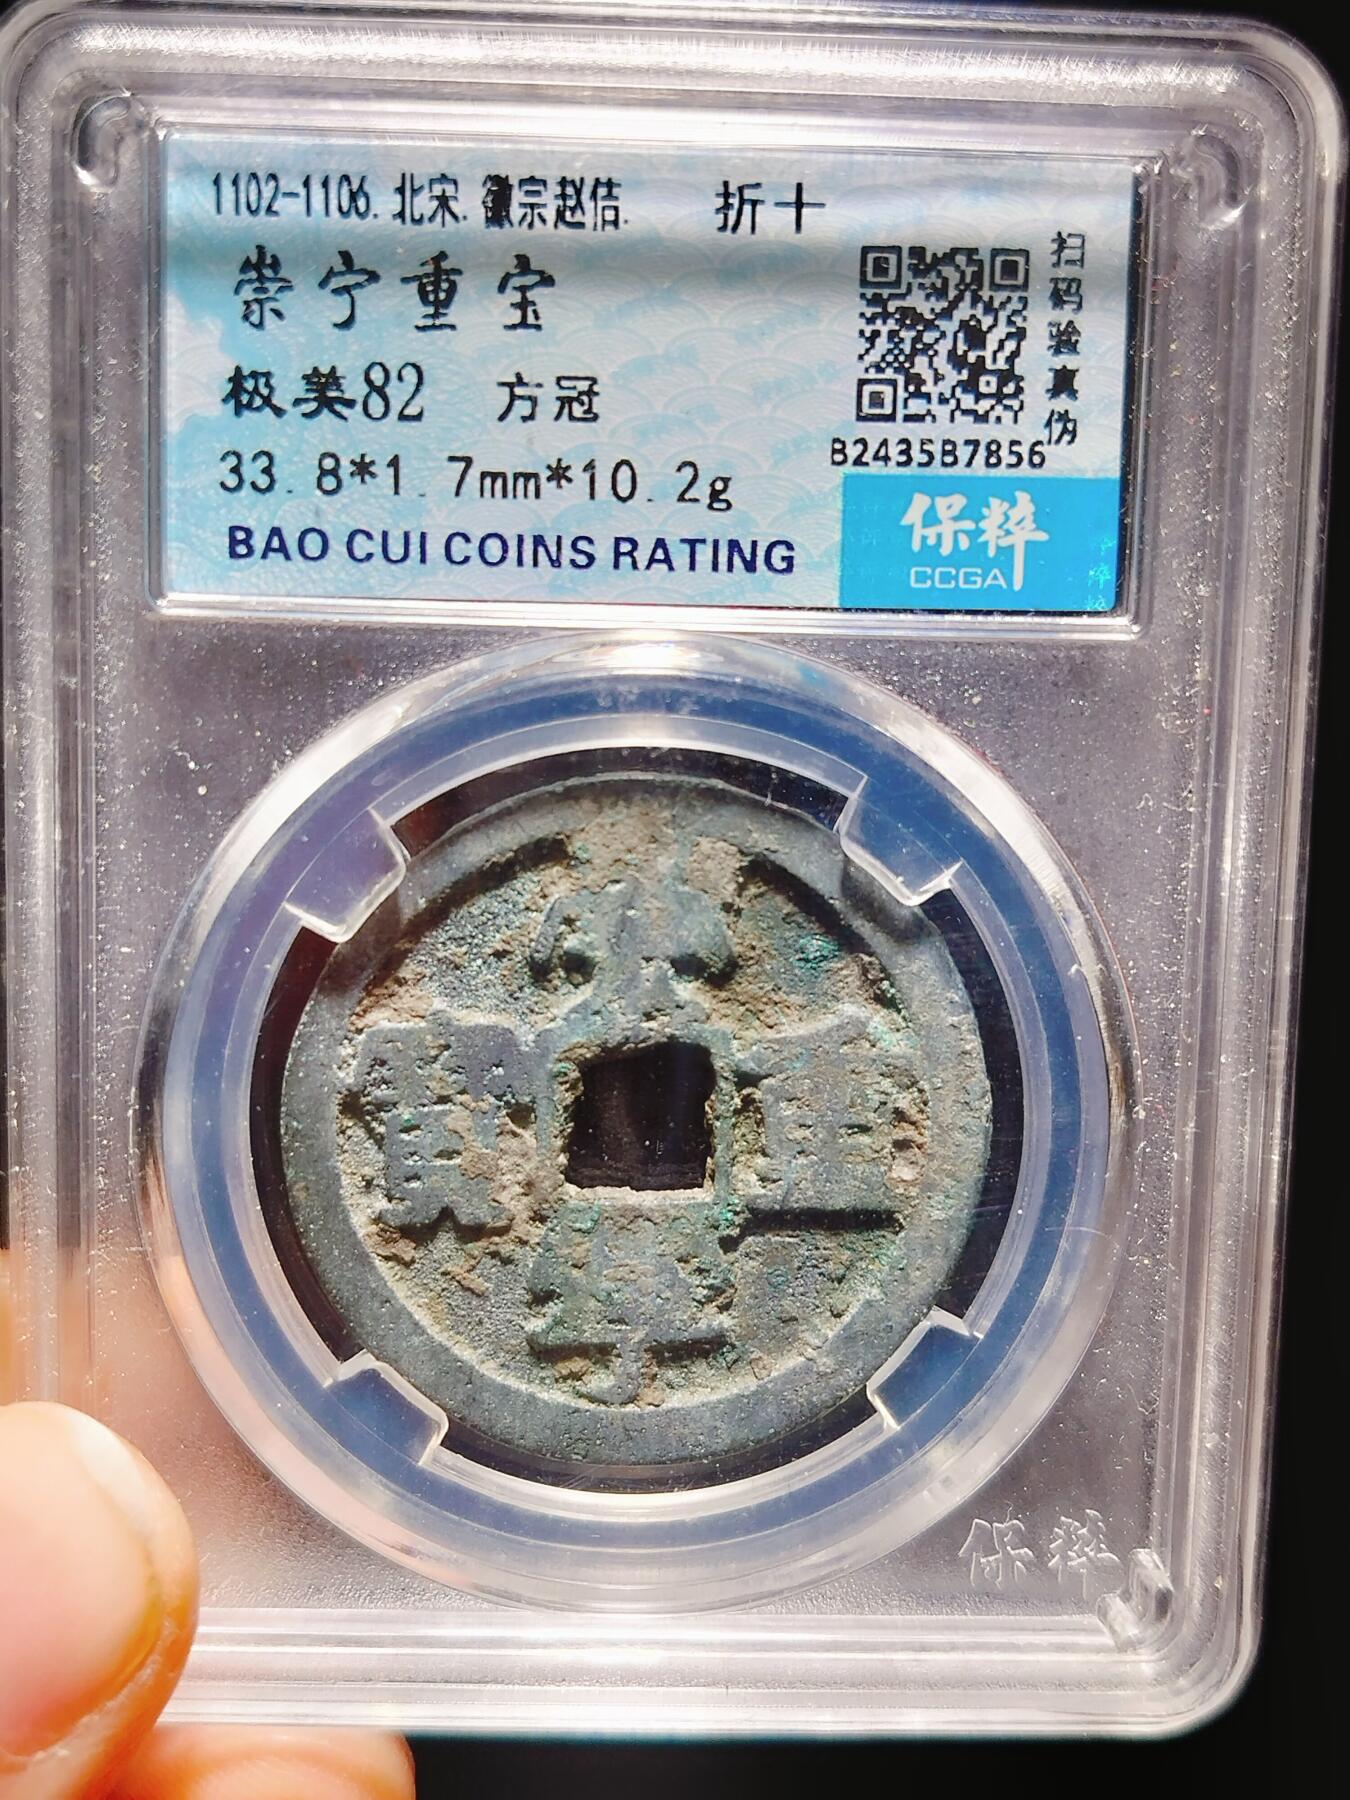 1102-1106. 北宋. 徽宗赵佶. 折十
崇宁重宝
极美82 方冠
33.8*1.7mm*10.2g
BAO CUI COINS RATING
扫码验真伪
B2435B7856
保粹
CCGA
崇
寳 重
寧
保粹